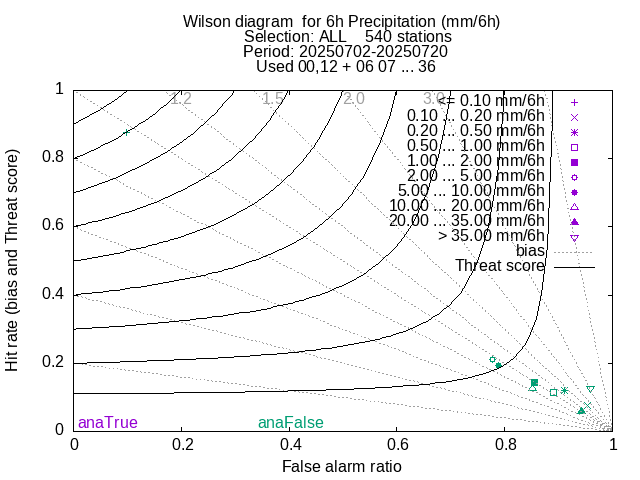 Wilson diagram  for 6h Precipitation (mm/6h)
Selection: ALL    540 stations
Period: 20250702-20250720
Used 00,12 + 06 07 ... 36
1.2 1.5 2.0 3.0
<= 0.10 mm/6h
0.10 ... 0.20 mm/6h
0.20 ... 0.50 mm/6h
0.50 ... 1.00 mm/6h
1.00 ... 2.00 mm/6h
2.00 ... 5.00 mm/6h
5.00 ... 10.00 mm/6h
10.00 ... 20.00 mm/6h
20.00 ... 35.00 mm/6h
> 35.00 mm/6h
bias
Threat score
Hit rate (bias and Threat score)
1
0.8
0.6
0.4
0.2
0
anaTrue anaFalse
0 0.2 0.4 0.6 0.8 1
False alarm ratio